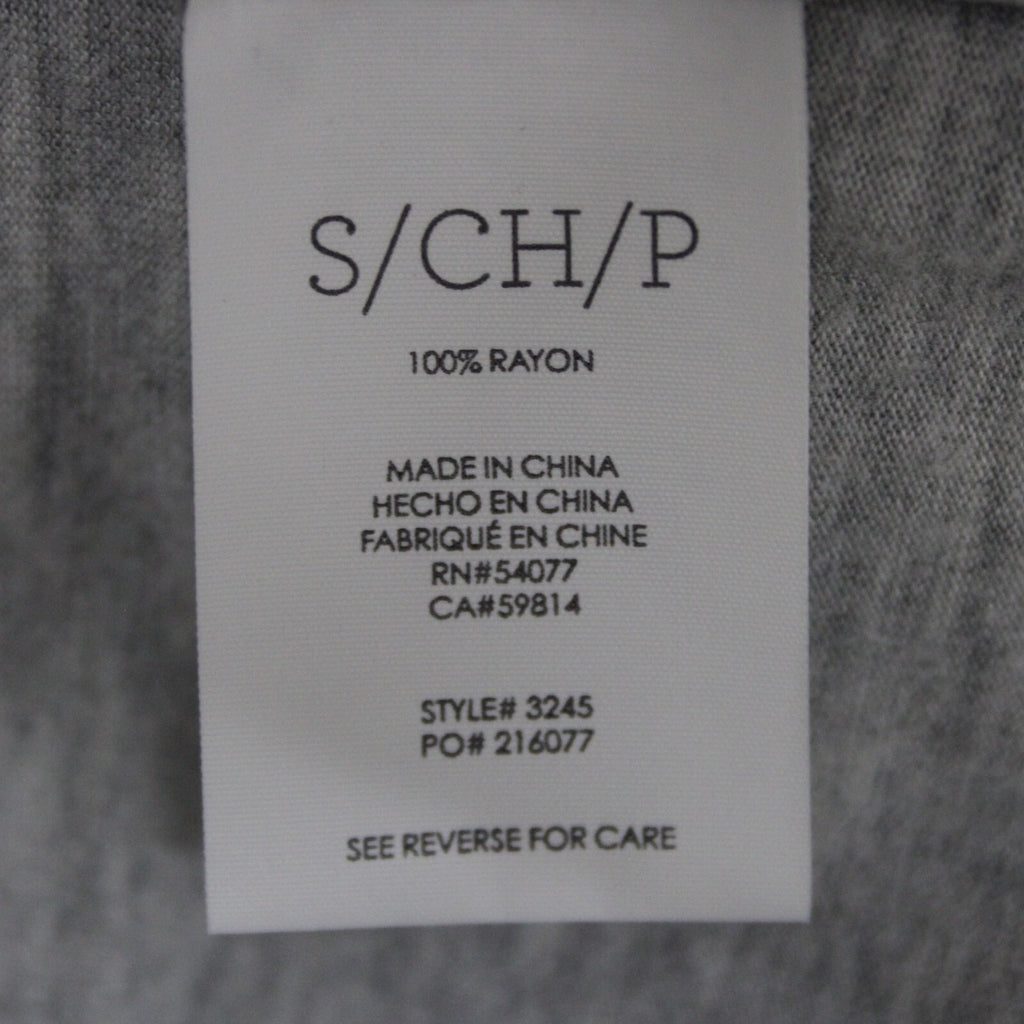 S/CH/P
100% RAYON
MADE IN CHINA
HECHO EN CHINA
FABRIQUÉ EN CHINE
RN#54077
CA#59814
STYLE# 3245
PO# 216077
SEE REVERSE FOR CARE